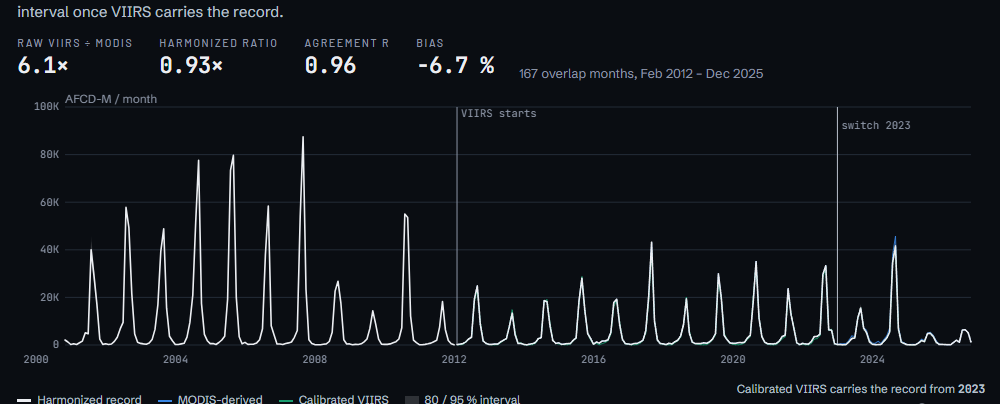 interval once VIIRS carries the record.
RAW VIIRS ÷ MODIS HARMONIZED RATIO AGREEMENT R BIAS
6.1× 0.93× 0.96 -6.7 % 167 overlap months, Feb 2012 – Dec 2025
AFCD-M / month
100K
VIIRS starts
switch 2023
80K
60K
40K
20K
0
2000 2004 2008 2012 2016 2020 2024
Calibrated VIIRS carries the record from 2023
Harmonized record MODIS-derived Calibrated VIIRS 80 / 95 % interval